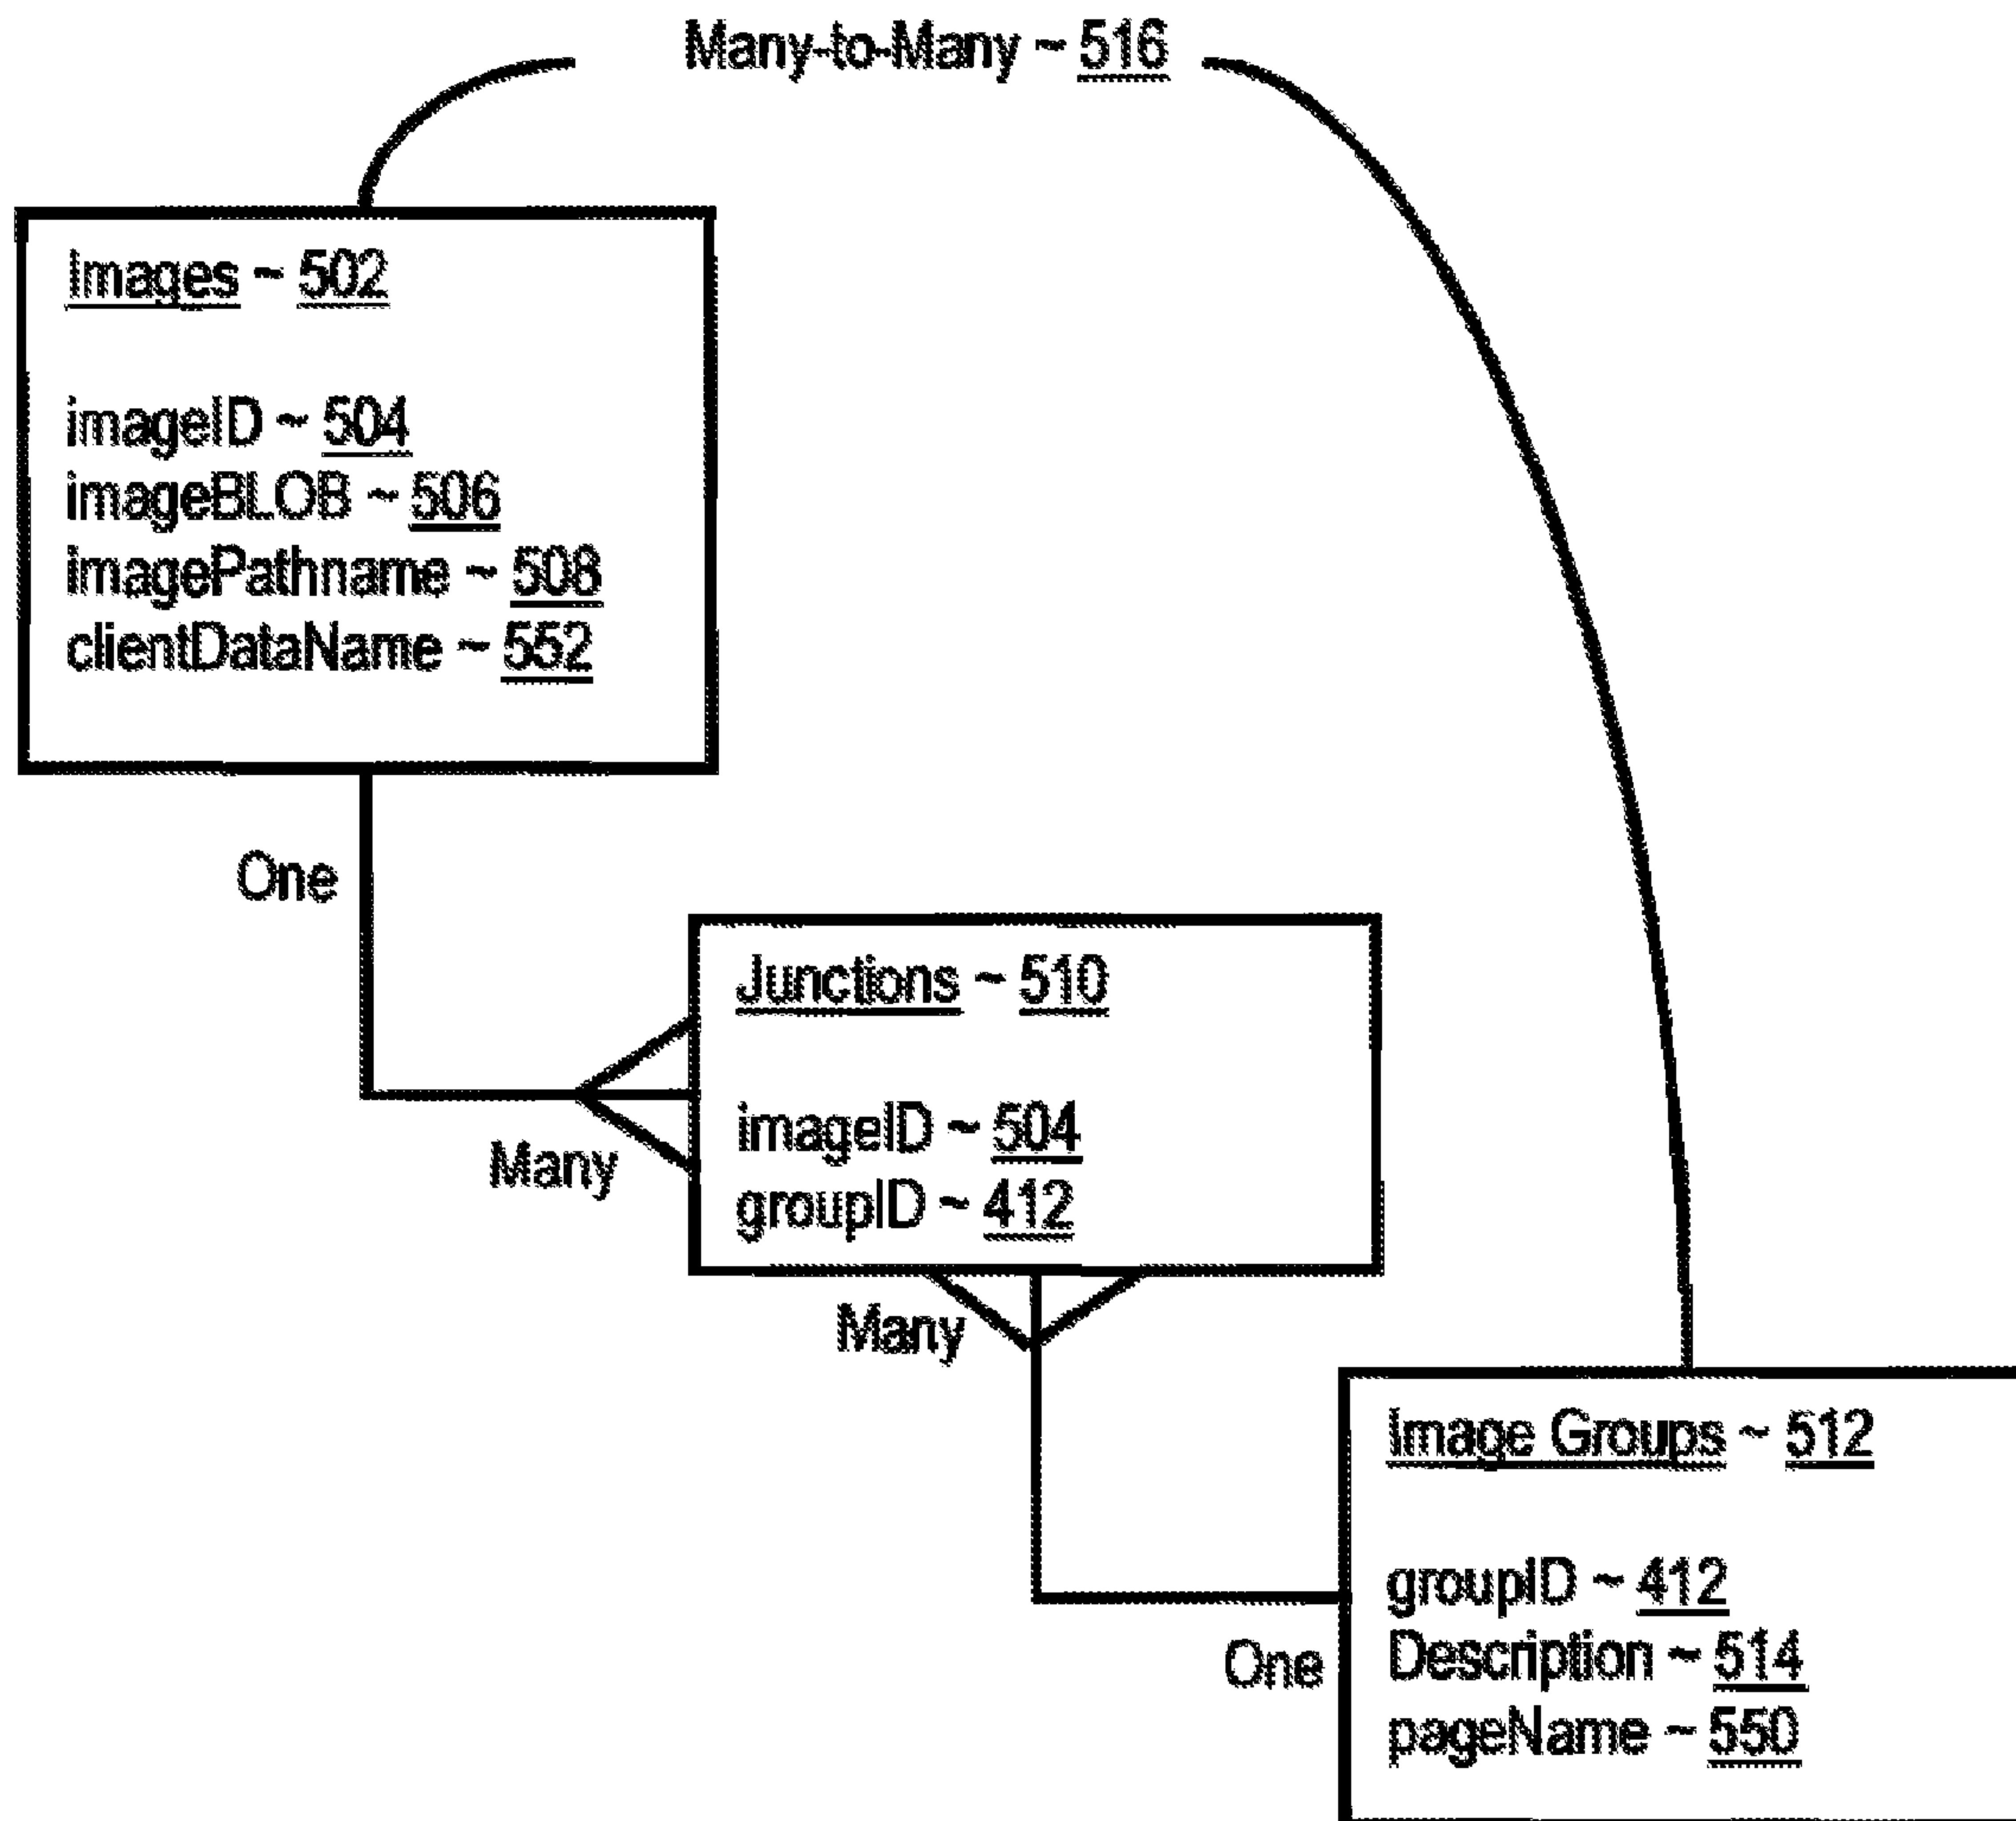 Many-to-Many ~ 516
Images ~ 502
imageID ~ 504
imageBLOB ~ 506
imagePathname ~ 508
clientDataName ~ 552
One
Junctions ~ 510
imageID ~ 504
groupID ~ 412
Many
Many
Image Groups ~ 512
groupID ~ 412
Description ~ 514
pageName ~ 550
One